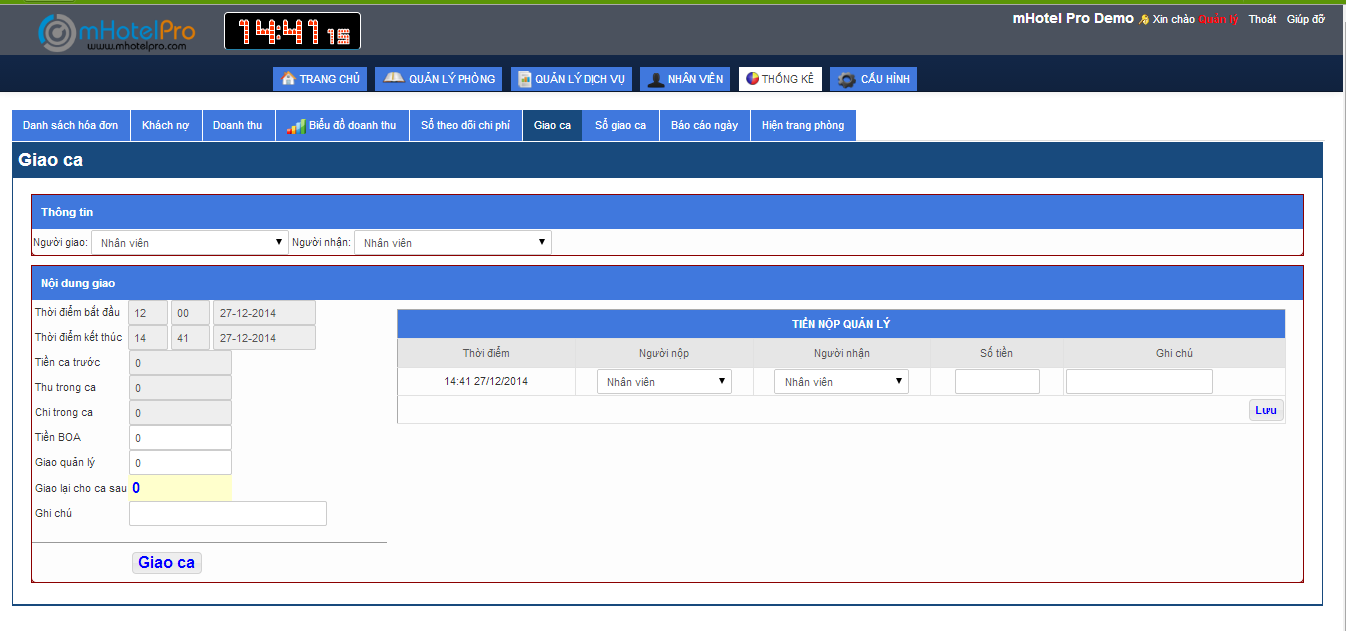 mHotelPro
www.mhotelpro.com
14:41 15
mHotel Pro Demo Xin chào Quản lý Thoát Giúp đỡ
TRANG CHỦ QUẢN LÝ PHÒNG QUẢN LÝ DỊCH VỤ NHÂN VIÊN THỐNG KÊ CẤU HÌNH
Danh sách hóa đơn Khách nợ Doanh thu Biểu đồ doanh thu Sổ theo dõi chi phí Giao ca Sổ giao ca Báo cáo ngày Hiện trang phòng
Giao ca
Thông tin
Người giao: Nhân viên Người nhận: Nhân viên
Nội dung giao
Thời điểm bắt đầu 12 00 27-12-2014
Thời điểm kết thúc 14 41 27-12-2014
Tiền ca trước 0
Thu trong ca 0
Chi trong ca 0
Tiền BOA 0
Giao quản lý 0
Giao lại cho ca sau 0
Ghi chú
Giao ca
TIỀN NỘP QUẢN LÝ
Thời điểm Người nộp Người nhận Số tiền Ghi chú
14:41 27/12/2014 Nhân viên Nhân viên
Lưu